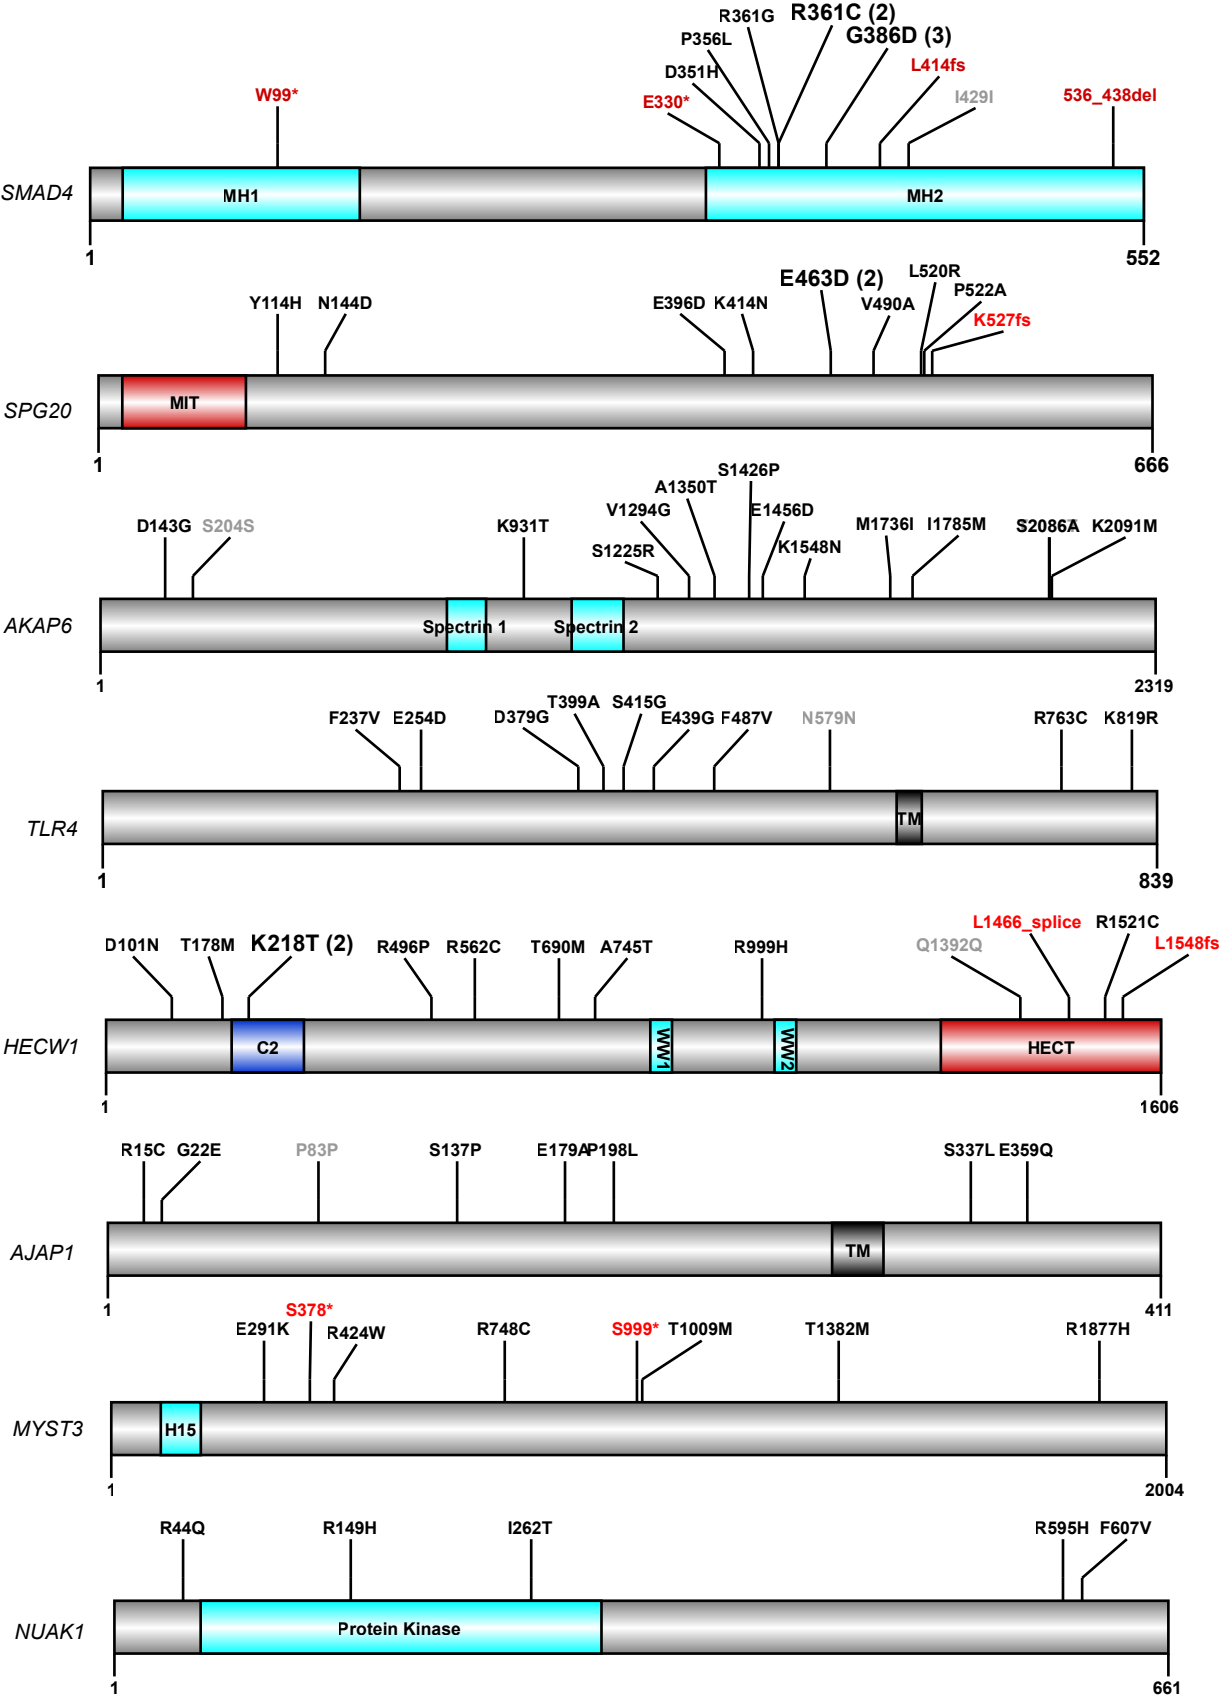 R361G R361C (2)
P356L G386D (3)
D351H L414fs
W99* E330* I429I 536_438del
SMAD4 MH1 MH2
1 552
E463D (2) L520R
Y114H N144D E396D K414N V490A P522A
K527fs
SPG20 MIT
1 666
S1426P
A1350T
D143G S204S K931T V1294G E1456D M1736I I1785M S2086A K2091M
S1225R K1548N
AKAP6 Spectrin 1 Spectrin 2
1 2319
T399A S415G
F237V E254D D379G E439G F487V N579N R763C K819R
TLR4 TM
1 839
L1466_splice R1521C
D101N T178M K218T (2) R496P R562C T690M A745T R999H Q1392Q L1548fs
HECW1 C2 WW1 WW2 HECT
1 1606
R15C G22E P83P S137P E179A P198L S337L E359Q
AJAP1 TM
1 411
S378*
E291K R424W R748C S999* T1009M T1382M R1877H
MYST3 H15
1 2004
R44Q R149H I262T R595H F607V
NUAK1 Protein Kinase
1 661